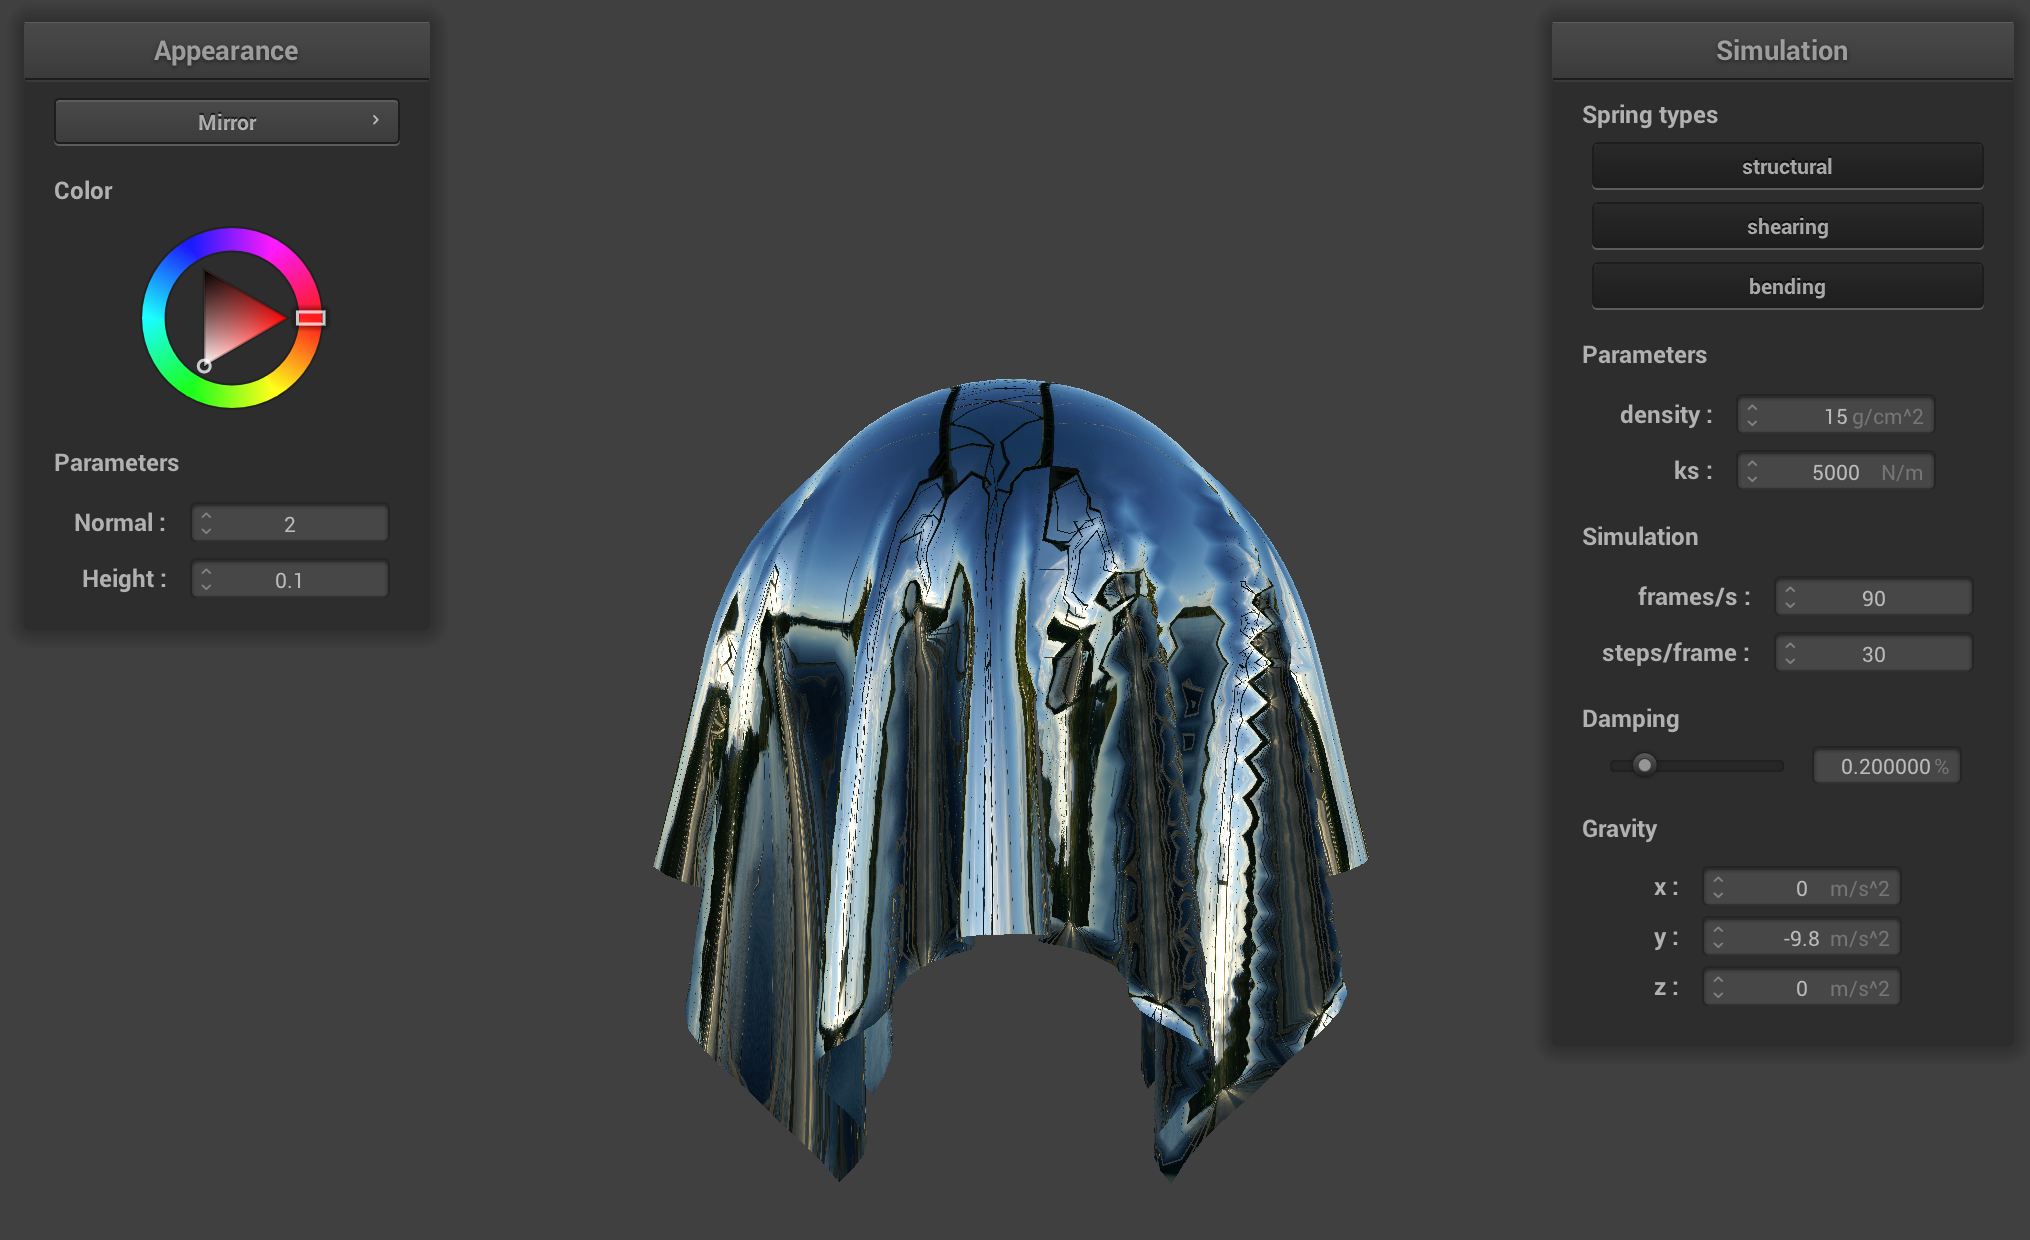 Appearance
Mirror
Color
Parameters
Normal : 2
Height : 0.1
Simulation
Spring types
structural
shearing
bending
Parameters
density : 15 g/cm^2
ks : 5000 N/m
Simulation
frames/s : 90
steps/frame : 30
Damping
0.200000 %
Gravity
x : 0 m/s^2
y : -9.8 m/s^2
z : 0 m/s^2